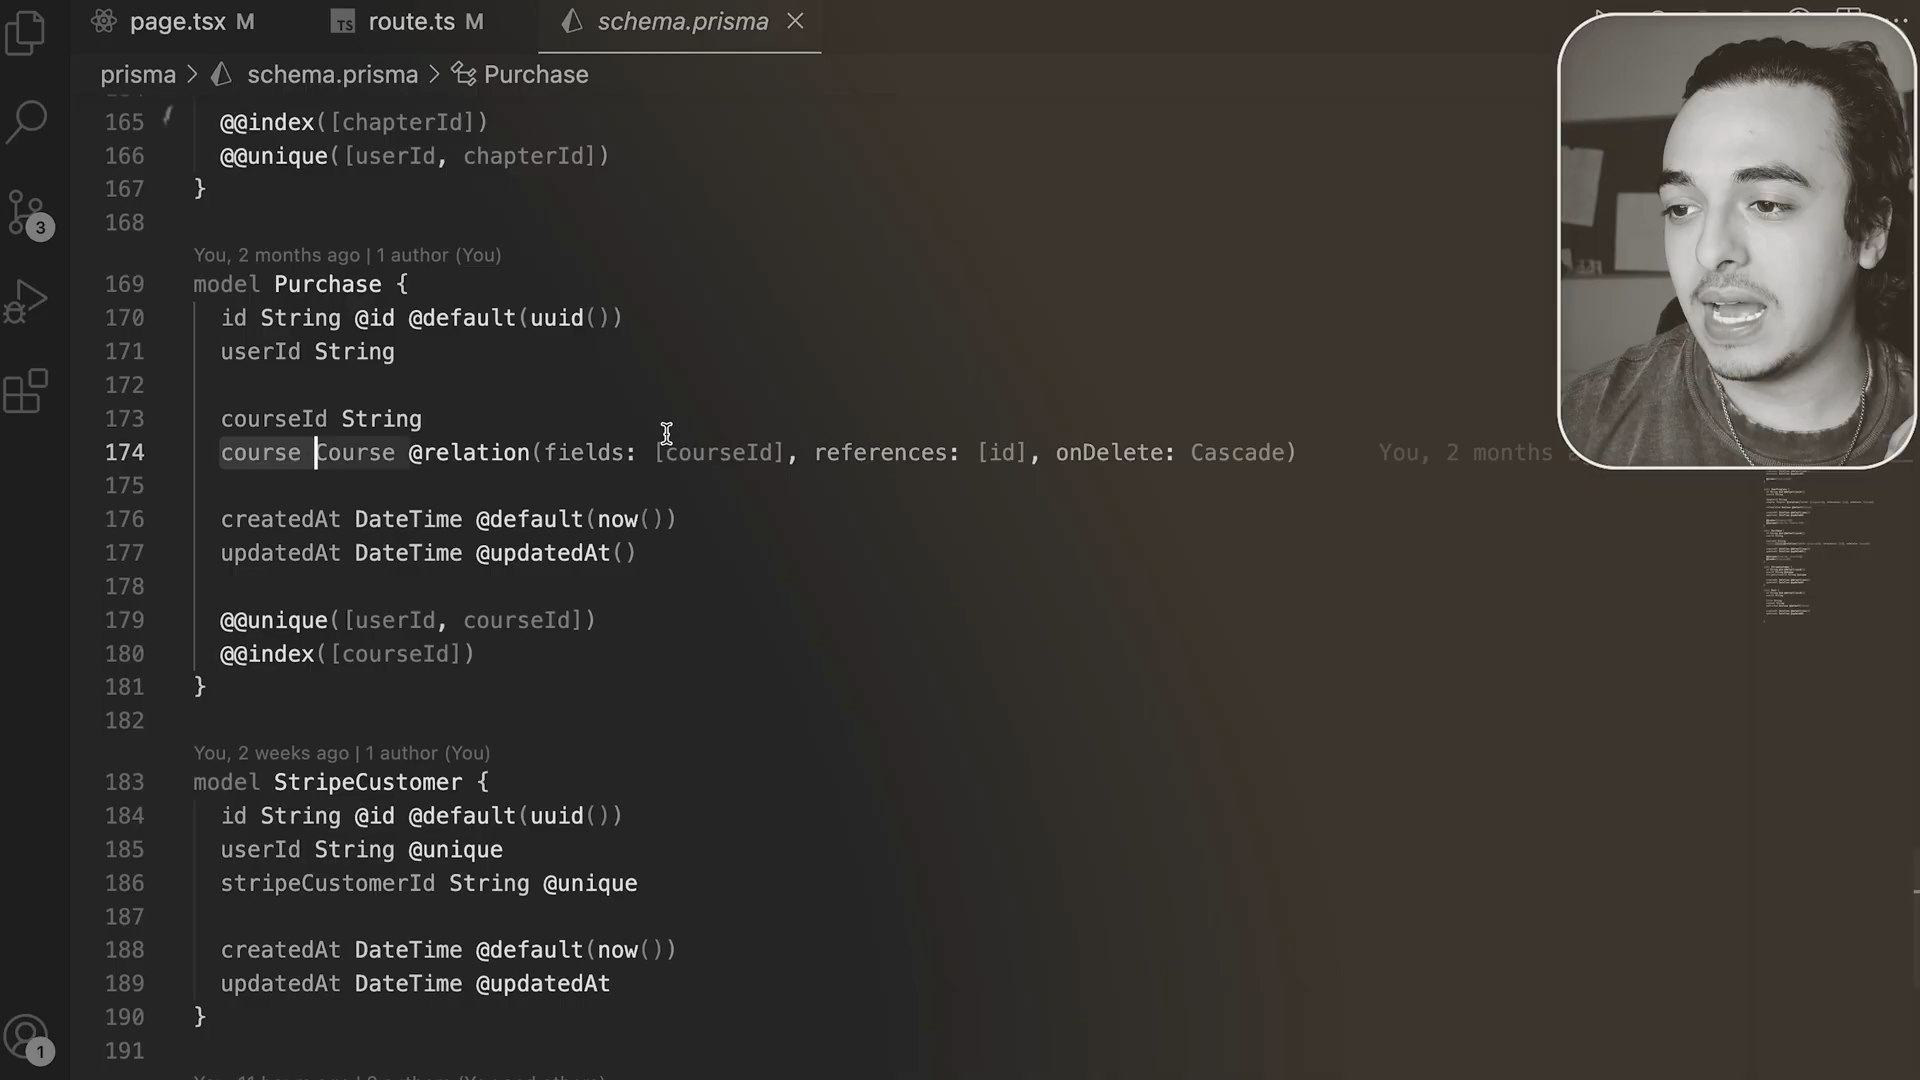 page.tsx M
route.ts M
schema.prisma
prisma > schema.prisma > Purchase
165 @@index([chapterId])
166 @@unique([userId, chapterId])
167 }
168
You, 2 months ago | 1 author (You)
169 model Purchase {
170 id String @id @default(uuid())
171 userId String
172
173 courseId String
174 course Course @relation(fields: [courseId], references: [id], onDelete: Cascade) You, 2 months
175
176 createdAt DateTime @default(now())
177 updatedAt DateTime @updatedAt()
178
179 @@unique([userId, courseId])
180 @@index([courseId])
181 }
182
You, 2 weeks ago | 1 author (You)
183 model StripeCustomer {
184 id String @id @default(uuid())
185 userId String @unique
186 stripeCustomerId String @unique
187
188 createdAt DateTime @default(now())
189 updatedAt DateTime @updatedAt
190 }
191
3
1